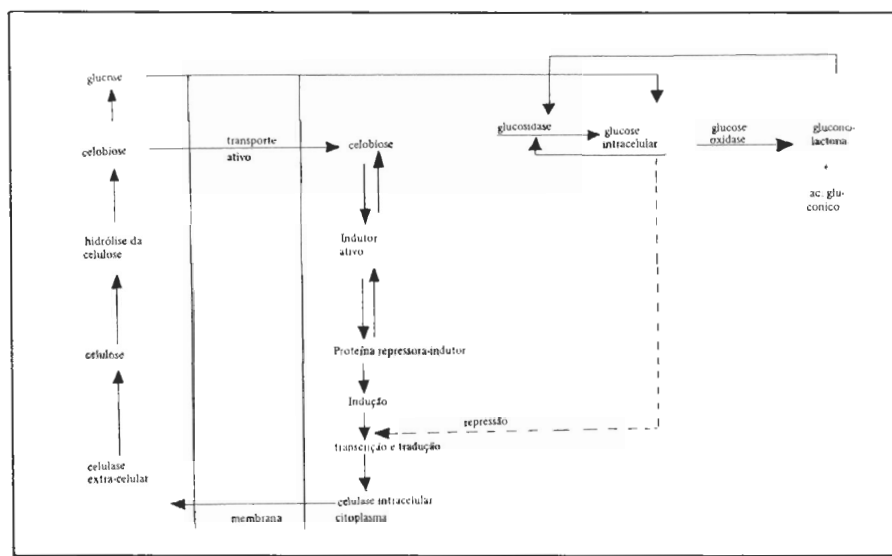 glucose
celobiose
hidrólise da
celulose
celulose
celulase
extra-celular
transporte
ativo
membrana
celobiose
Indutor
ativo
Proteína repressora-indutor
Indução
transcrição e tradução
celulase intracelular
citoplasma
repressão
glucosidase
glucose
intracelular
glucose
oxidase
glucono-
lactona
+
ac. glu-
conico